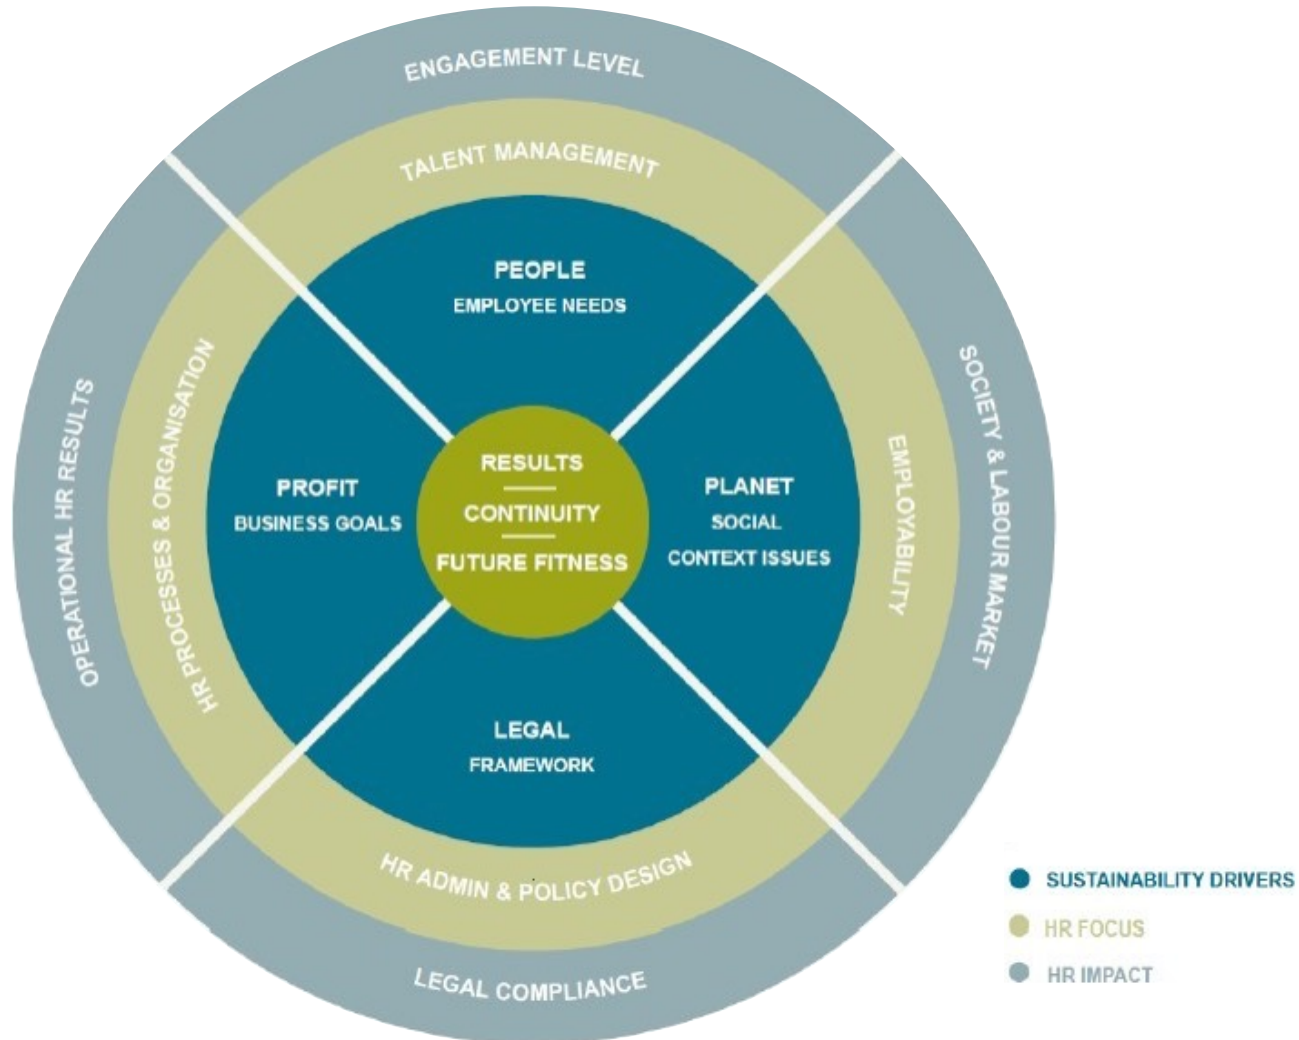 ENGAGEMENT LEVEL
TALENT MANAGEMENT
PEOPLE
EMPLOYEE NEEDS
OPERATIONAL HR RESULTS
HR PROCESSES & ORGANISATION
PROFIT
BUSINESS GOALS
RESULTS
CONTINUITY
FUTURE FITNESS
PLANET
SOCIAL
CONTEXT ISSUES
EMPLOYABILITY
SOCIETY & LABOUR MARKET
LEGAL
FRAMEWORK
HR ADMIN & POLICY DESIGN
LEGAL COMPLIANCE
SUSTAINABILITY DRIVERS
HR FOCUS
HR IMPACT